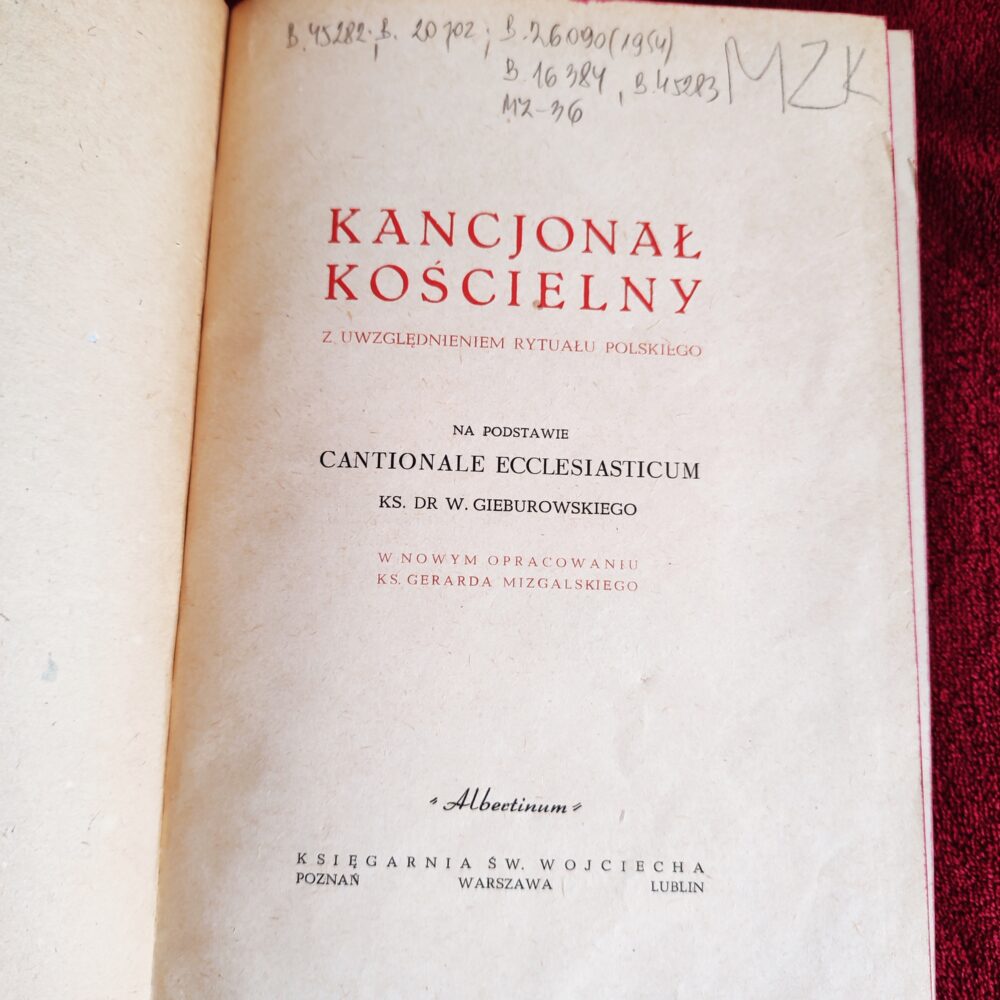 B.45282; B. 20702; B.26090(1954)
B 16384, B.45283
MZ-36
MZK
KANCJONAŁ
KOŚCIELNY
Z UWZGLĘDNIENIEM RYTUAŁU POLSKIEGO
NA PODSTAWIE
CANTIONALE ECCLESIASTICUM
KS. DR W. GIEBUROWSKIEGO
W NOWYM OPRACOWANIU
KS. GERARDA MIZGALSKIEGO
"Albertinum"
KSIĘGARNIA ŚW. WOJCIECHA
POZNAŃ WARSZAWA LUBLIN